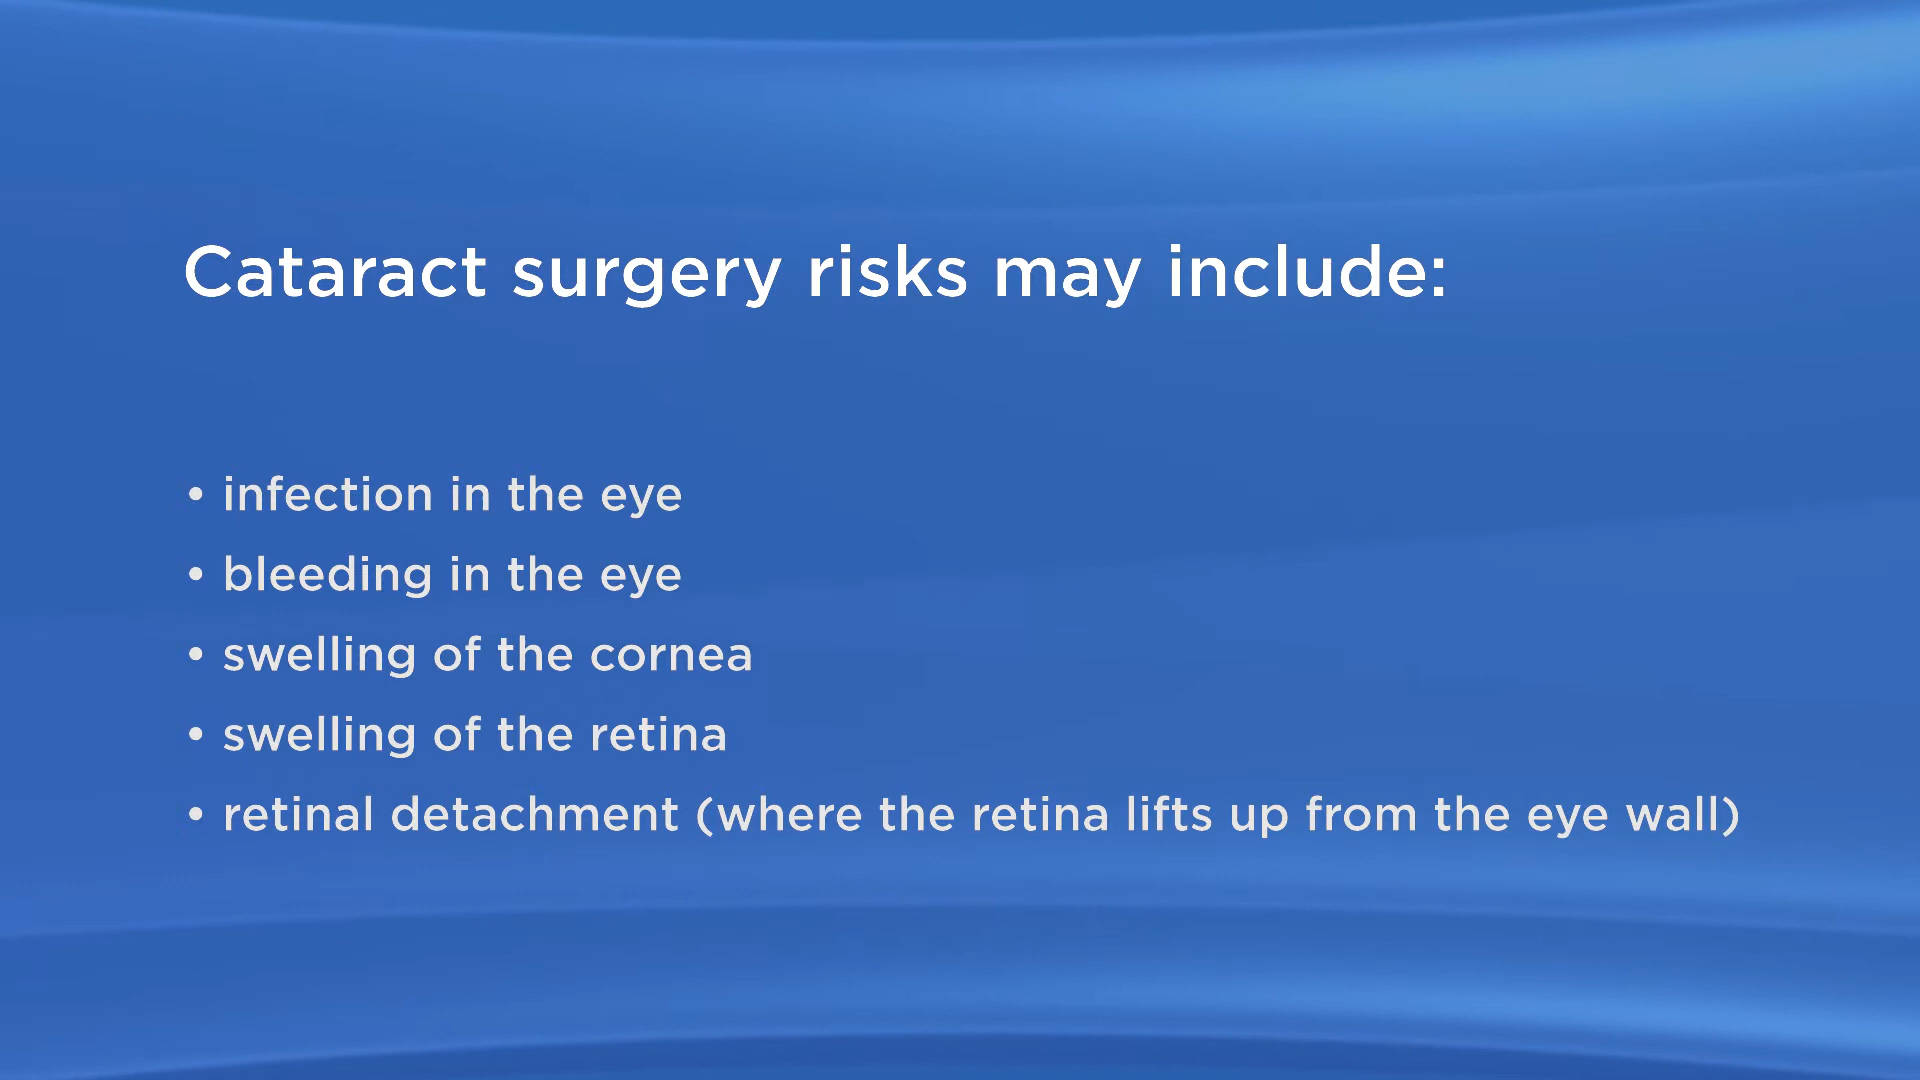 Cataract surgery risks may include:
• infection in the eye
• bleeding in the eye
• swelling of the cornea
• swelling of the retina
• retinal detachment (where the retina lifts up from the eye wall)